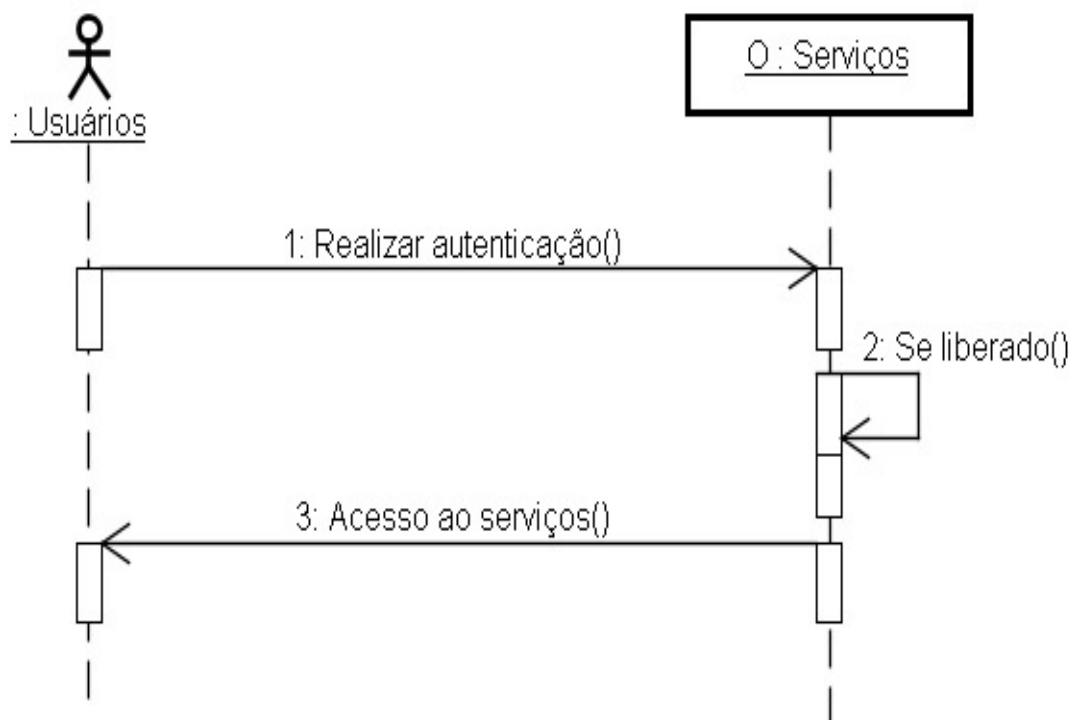 O : Serviços
: Usuários
1: Realizar autenticação()
2: Se liberado()
3: Acesso ao serviços()